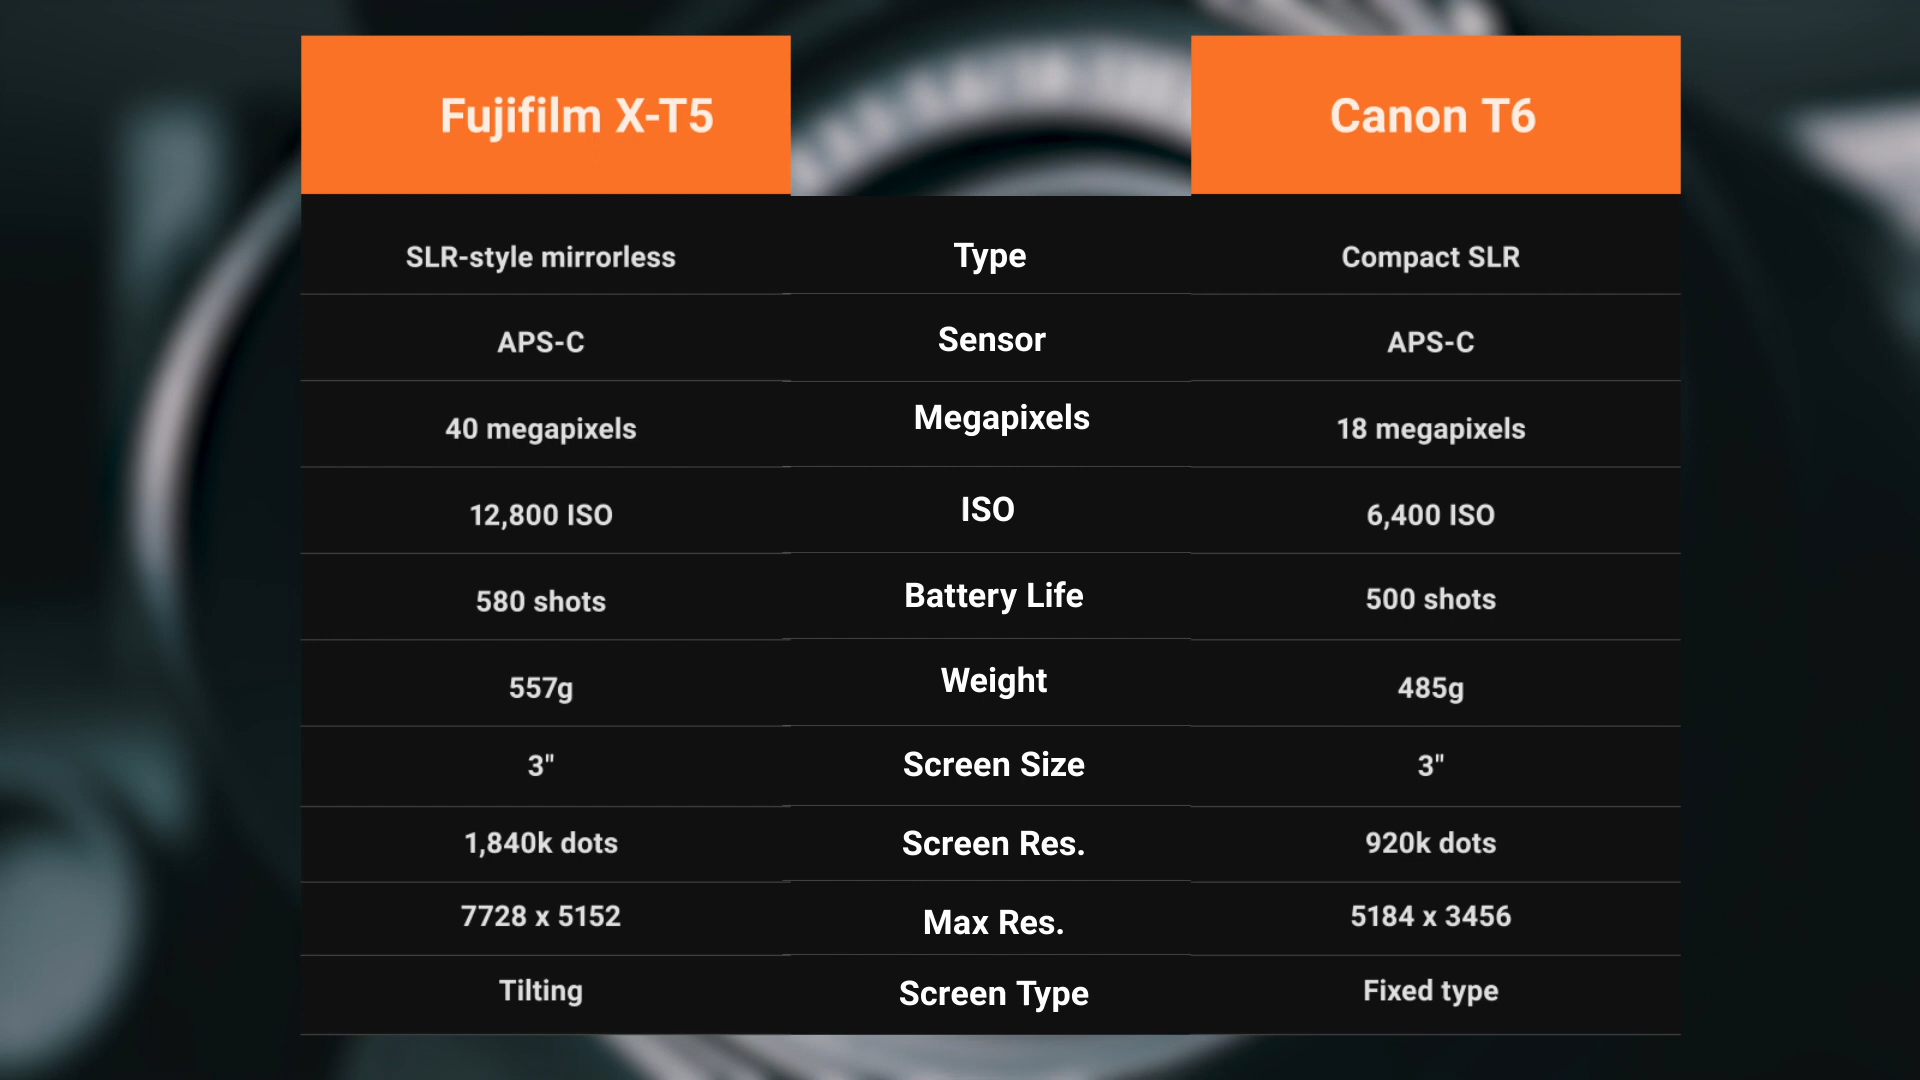 Fujifilm X-T5 Canon T6
SLR-style mirrorless Type Compact SLR
APS-C Sensor APS-C
40 megapixels Megapixels 18 megapixels
12,800 ISO ISO 6,400 ISO
580 shots Battery Life 500 shots
557g Weight 485g
3" Screen Size 3"
1,840k dots Screen Res. 920k dots
7728 x 5152 Max Res. 5184 x 3456
Tilting Screen Type Fixed type